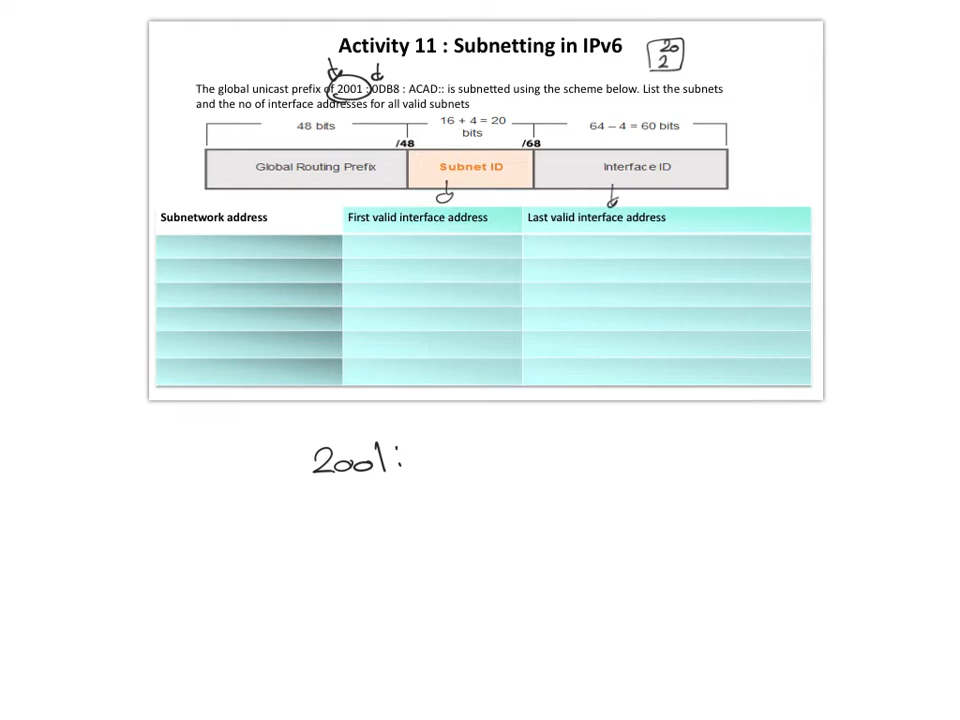 Activity 11 : Subnetting in IPv6
20
2
The global unicast prefix of 2001 : 0DB8 : ACAD:: is subnetted using the scheme below. List the subnets
and the no of interface addresses for all valid subnets
48 bits
16 + 4 = 20
bits
64 – 4 = 60 bits
/48
/68
Global Routing Prefix
Subnet ID
Interface ID
Subnetwork address
First valid interface address
Last valid interface address
2001: